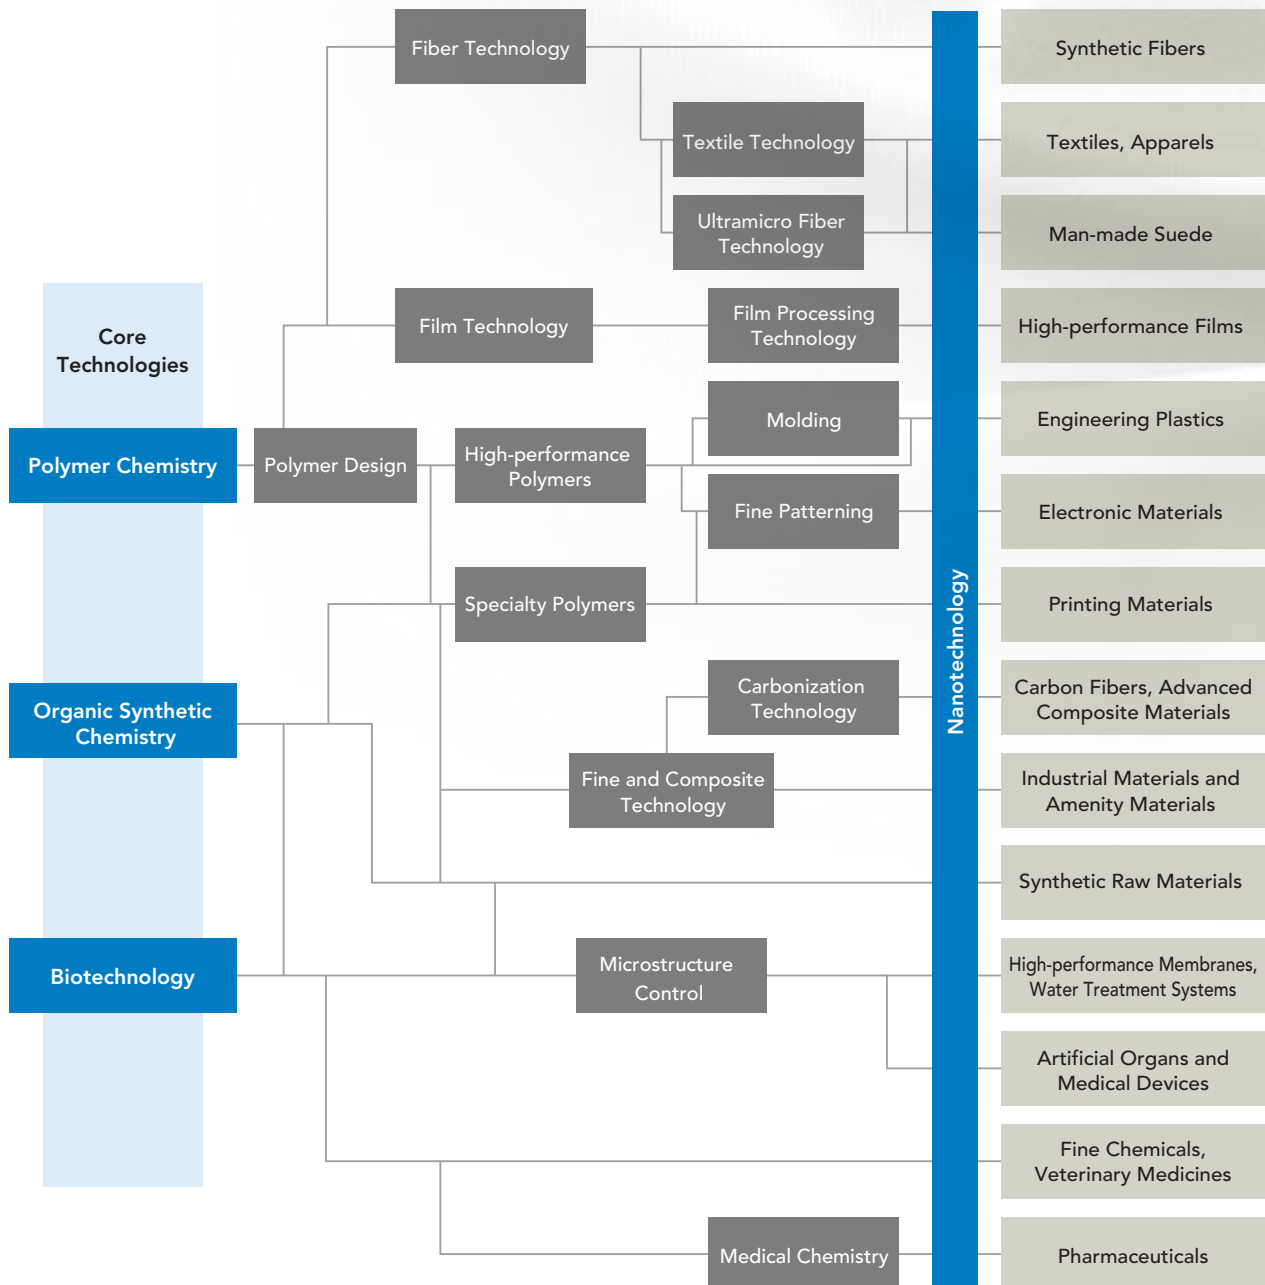 Fiber Technology
Synthetic Fibers
Textile Technology
Textiles, Apparels
Ultramicro Fiber
Technology
Man-made Suede
Core
Technologies
Film Technology
Film Processing
Technology
High-performance Films
Molding
Engineering Plastics
Polymer Chemistry
Polymer Design
High-performance
Polymers
Fine Patterning
Electronic Materials
Specialty Polymers
Printing Materials
Nanotechnology
Organic Synthetic
Chemistry
Carbonization
Technology
Carbon Fibers, Advanced
Composite Materials
Fine and Composite
Technology
Industrial Materials and
Amenity Materials
Synthetic Raw Materials
Biotechnology
Microstructure
Control
High-performance Membranes,
Water Treatment Systems
Artificial Organs and
Medical Devices
Fine Chemicals,
Veterinary Medicines
Medical Chemistry
Pharmaceuticals